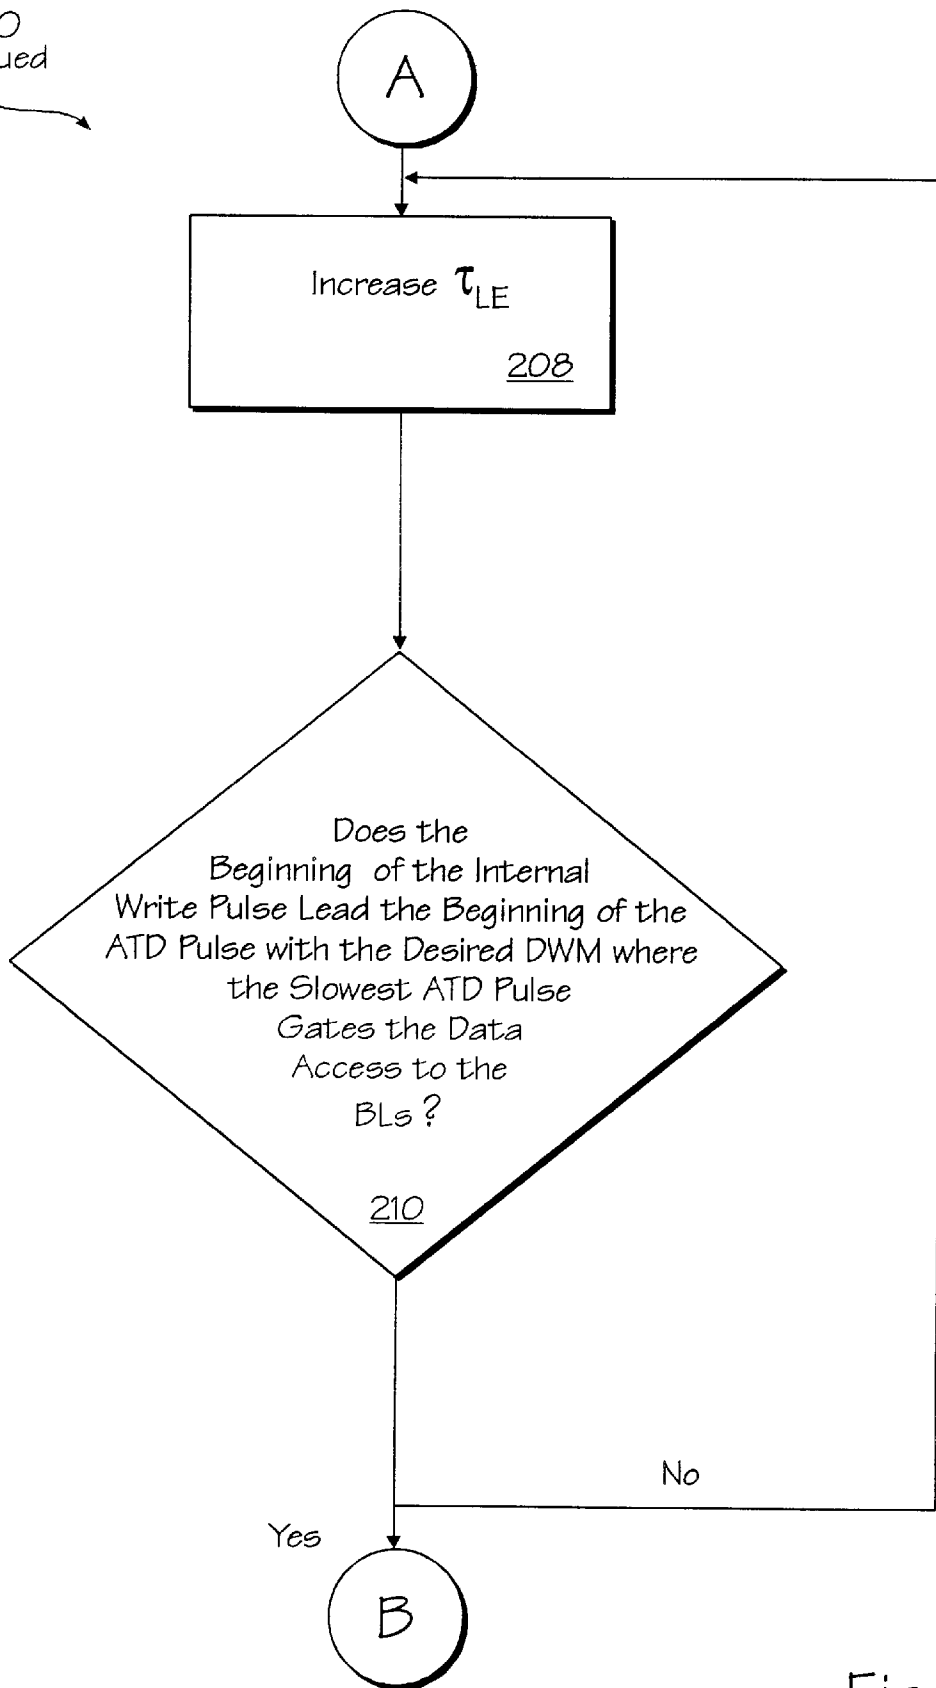 A
Increase τLE
208
Does the
Beginning of the Internal
Write Pulse Lead the Beginning of the
ATD Pulse with the Desired DWM where
the Slowest ATD Pulse
Gates the Data
Access to the
BLs ?
210
No
Yes
B